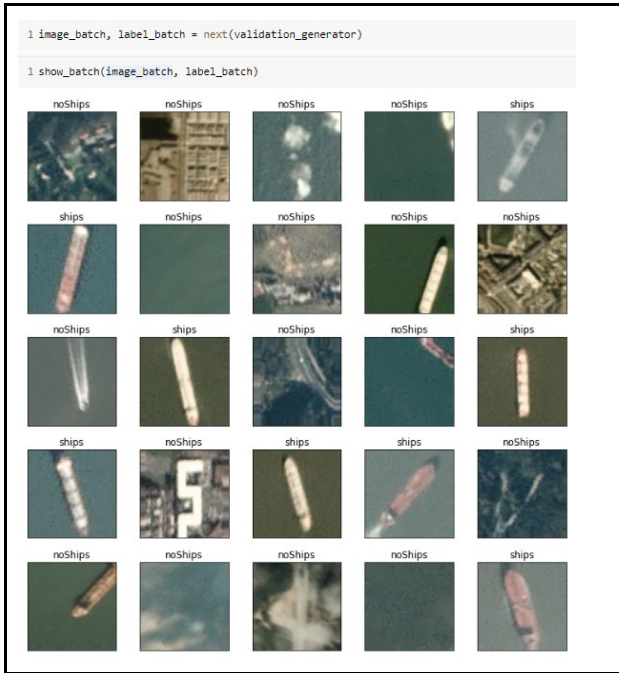 1 image_batch, label_batch = next(validation_generator)
1 show_batch(image_batch, label_batch)
noShips noShips noShips noShips ships
ships noShips noShips noShips noShips
noShips ships noShips noShips ships
ships noShips ships ships noShips
noShips noShips noShips noShips ships